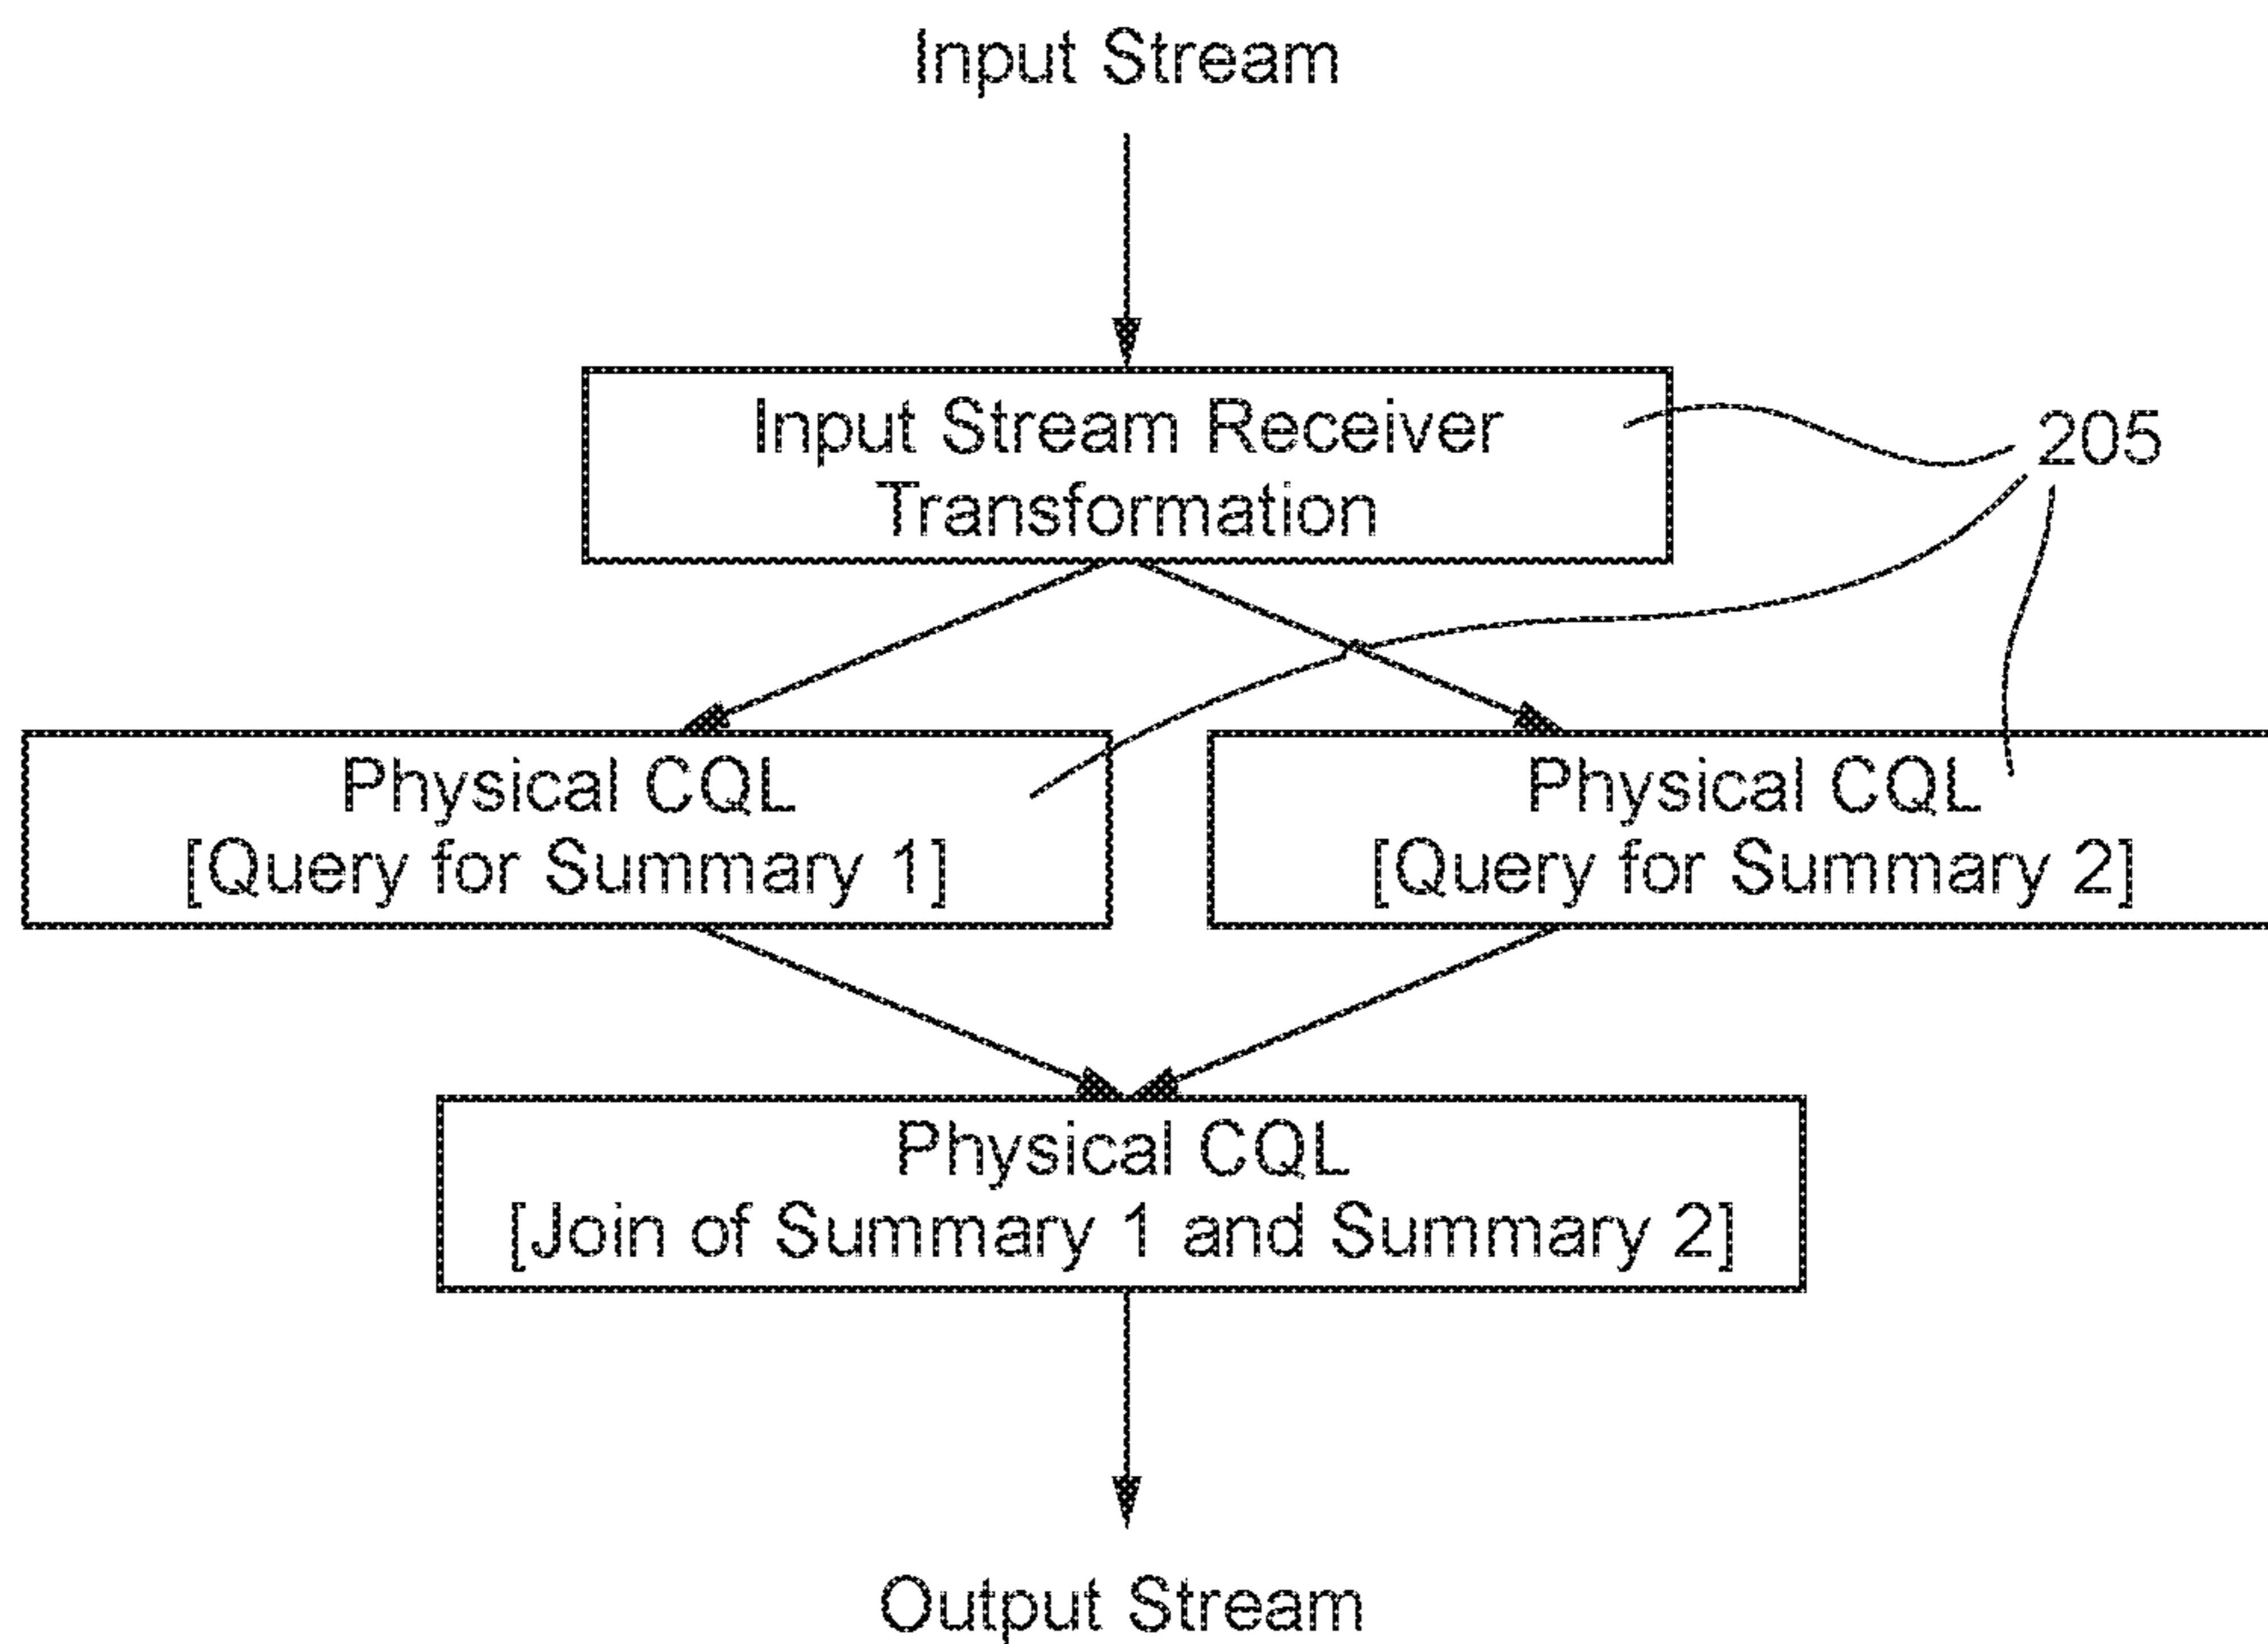 Input Stream
Input Stream Receiver
Transformation
205
Physical CQL
[Query for Summary 1]
Physical CQL
[Query for Summary 2]
Physical CQL
[Join of Summary 1 and Summary 2]
Output Stream